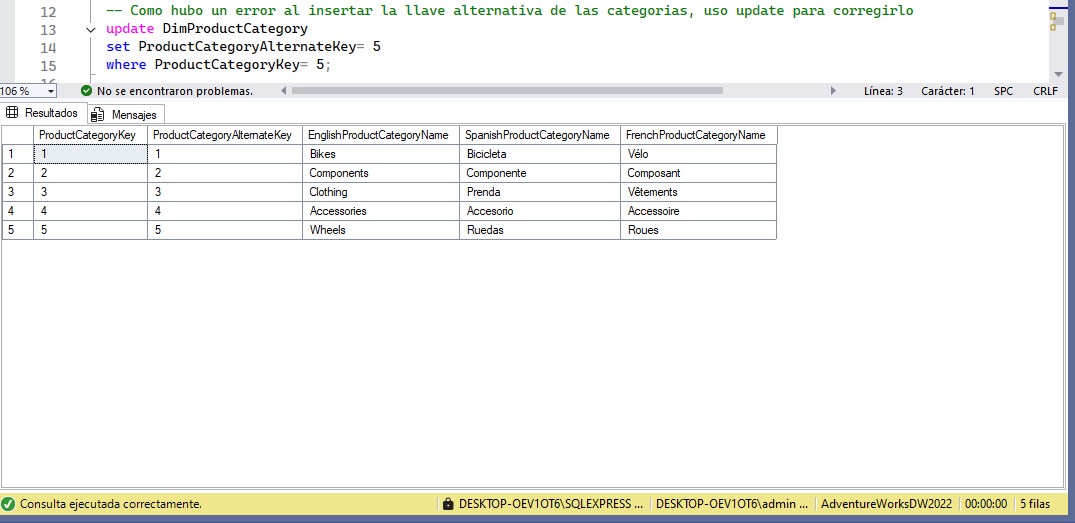 12 -- Como hubo un error al insertar la llave alternativa de las categorias, uso update para corregirlo
13 update DimProductCategory
14 set ProductCategoryAlternateKey= 5
15 where ProductCategoryKey= 5;
106 % No se encontraron problemas. Línea: 3 Carácter: 1 SPC CRLF
Resultados Mensajes
ProductCategoryKey ProductCategoryAlternateKey EnglishProductCategoryName SpanishProductCategoryName FrenchProductCategoryName
1 1 1 Bikes Bicicleta Vélo
2 2 2 Components Componente Composant
3 3 3 Clothing Prenda Vêtements
4 4 4 Accessories Accesorio Accessoire
5 5 5 Wheels Ruedas Roues
Consulta ejecutada correctamente. DESKTOP-OEV1OT6\SQLEXPRESS ... DESKTOP-OEV1OT6\admin ... AdventureWorksDW2022 00:00:00 5 filas